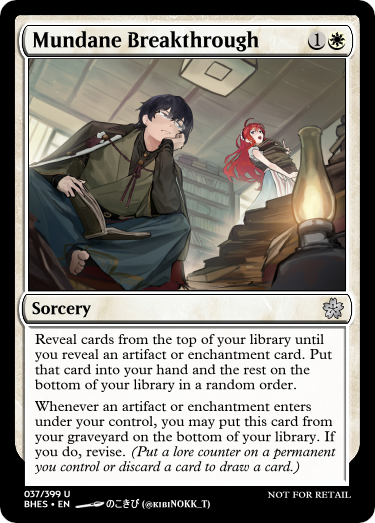 Mundane Breakthrough 1
Sorcery
Reveal cards from the top of your library until
you reveal an artifact or enchantment card. Put
that card into your hand and the rest on the
bottom of your library in a random order.
Whenever an artifact or enchantment enters
under your control, you may put this card from
your graveyard on the bottom of your library. If
you do, revise. (Put a lore counter on a permanent
you control or discard a card to draw a card.)
037/399 U
NOT FOR RETAIL
BHES • EN のこきび (@KIBINOKK_T)